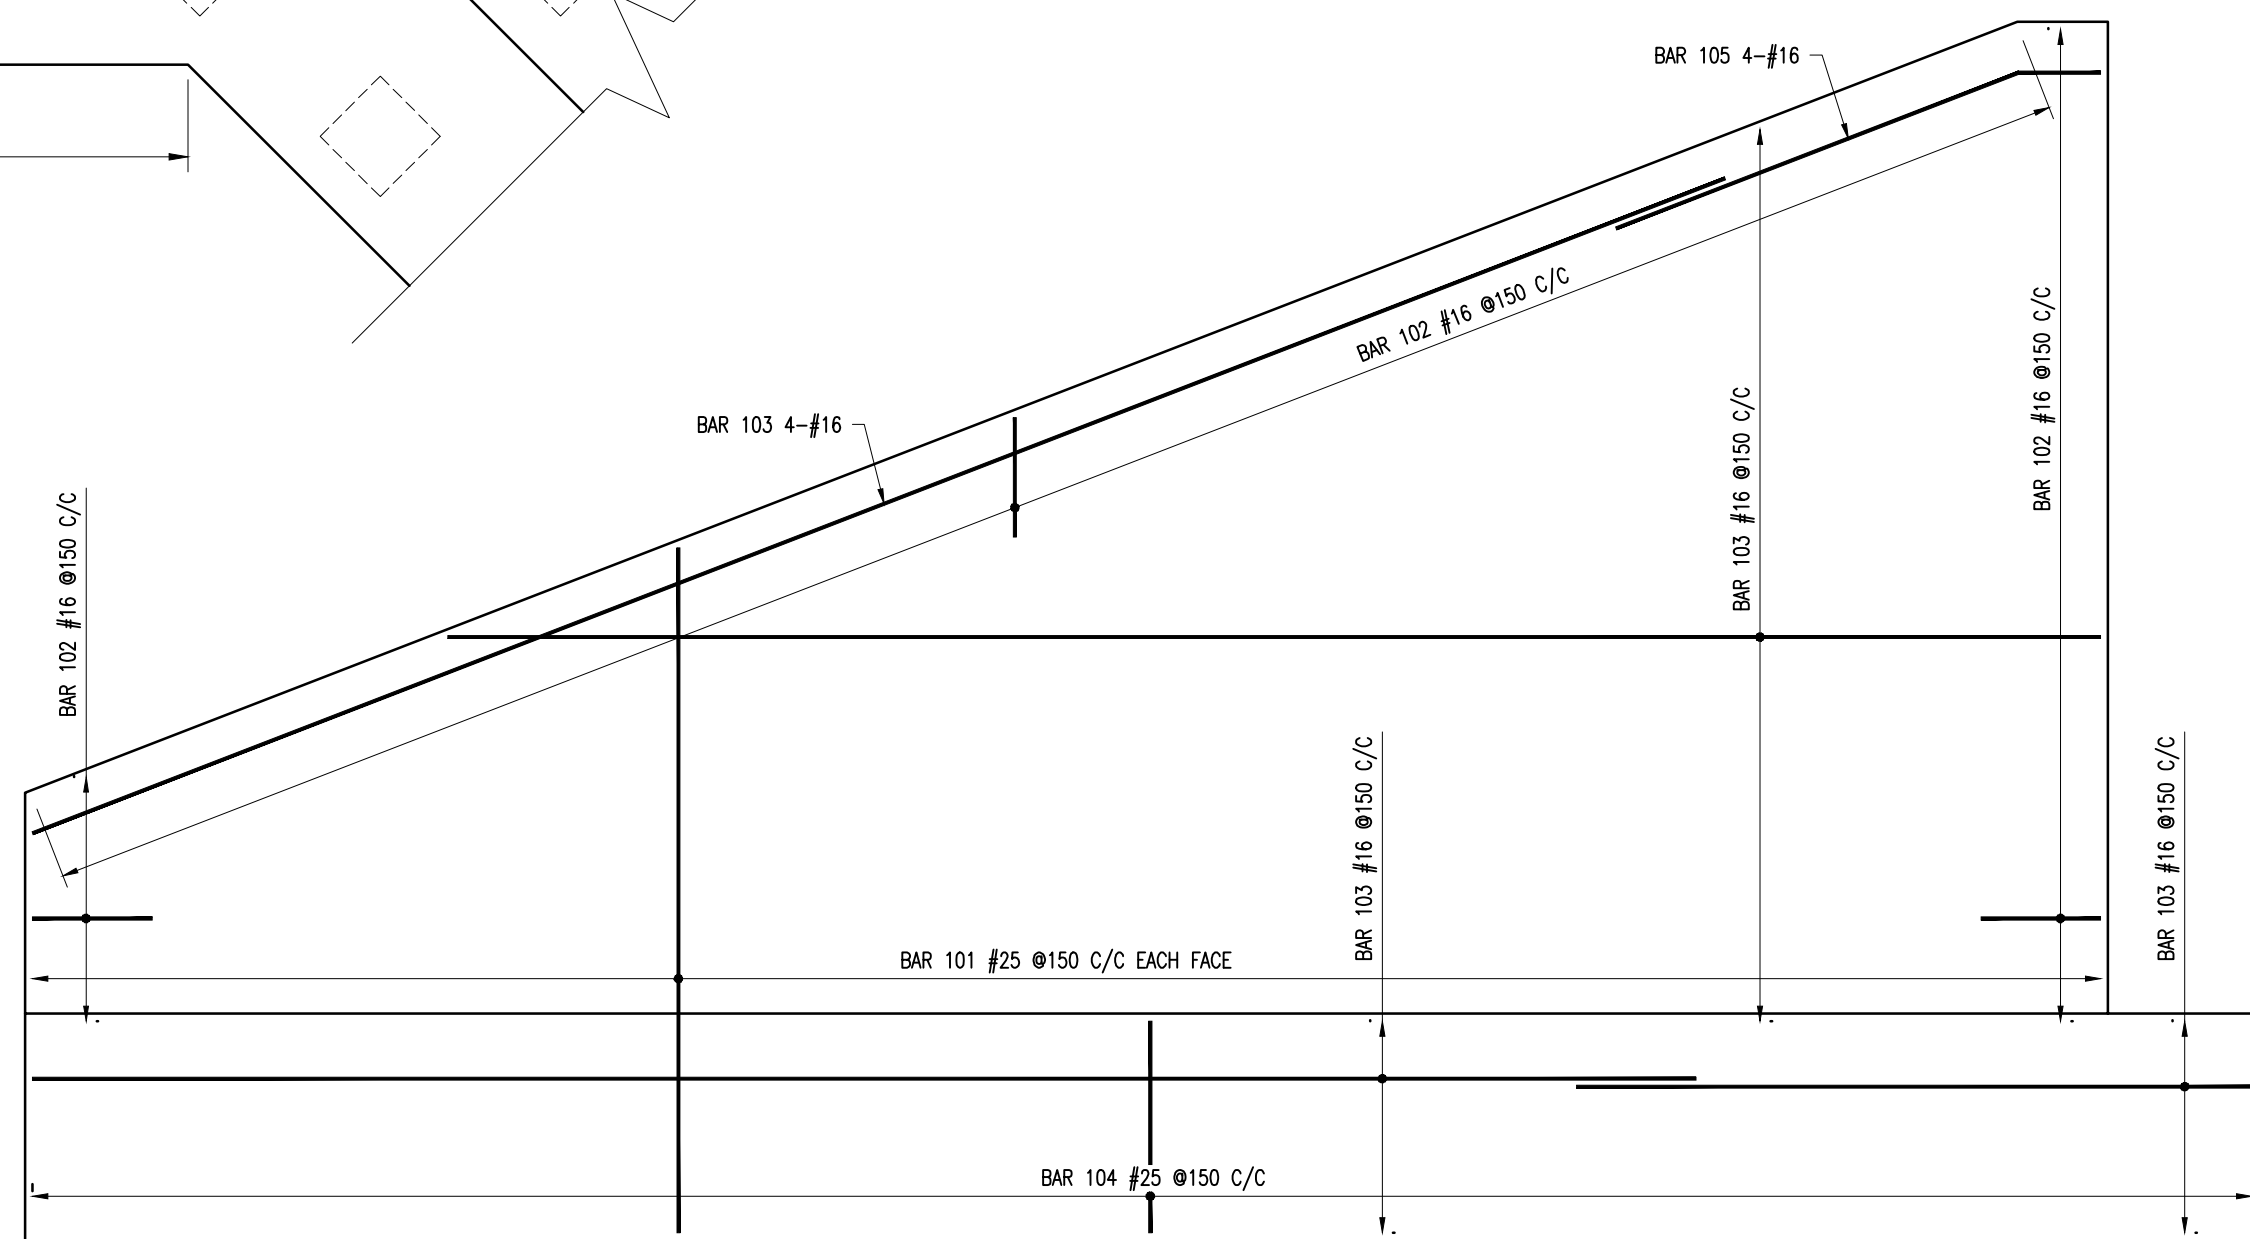 BAR 105 4-#16
BAR 102 #16 @150 C/C
BAR 102 #16 @150 C/C
BAR 103 #16 @150 C/C
BAR 103 4-#16
BAR 102 #16 @150 C/C
BAR 103 #16 @150 C/C
BAR 103 #16 @150 C/C
BAR 101 #25 @150 C/C EACH FACE
BAR 104 #25 @150 C/C